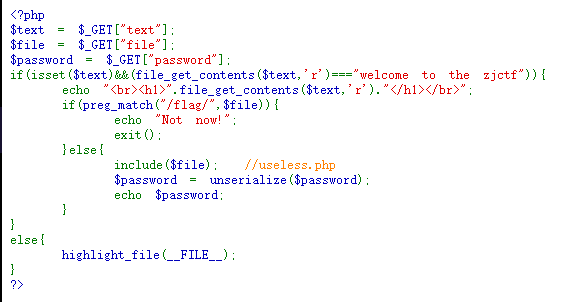 <?php
$text = $_GET["text"];
$file = $_GET["file"];
$password = $_GET["password"];
if(isset($text)&&(file_get_contents($text,'r')==="welcome to the zjctf")){
echo "<br><h1>".file_get_contents($text,'r')."</h1></br>";
if(preg_match("/flag/",$file)){
echo "Not now!";
exit();
}else{
include($file); //useless.php
$password = unserialize($password);
echo $password;
}
}
else{
highlight_file(__FILE__);
}
?>